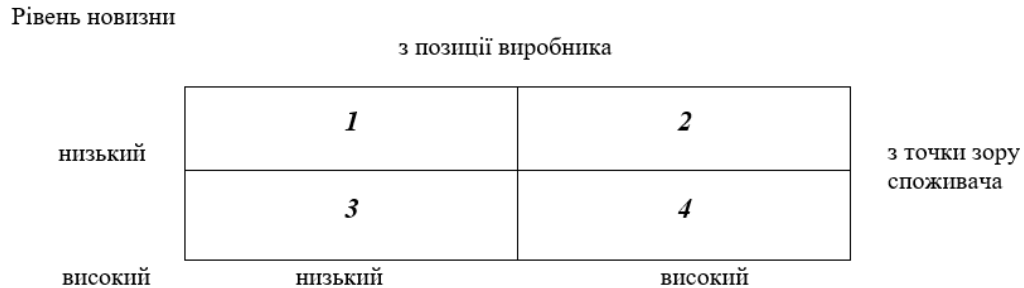 Рівень новизни
з позиції виробника
1 2
низький
з точки зору
споживача
3 4
високий низький високий